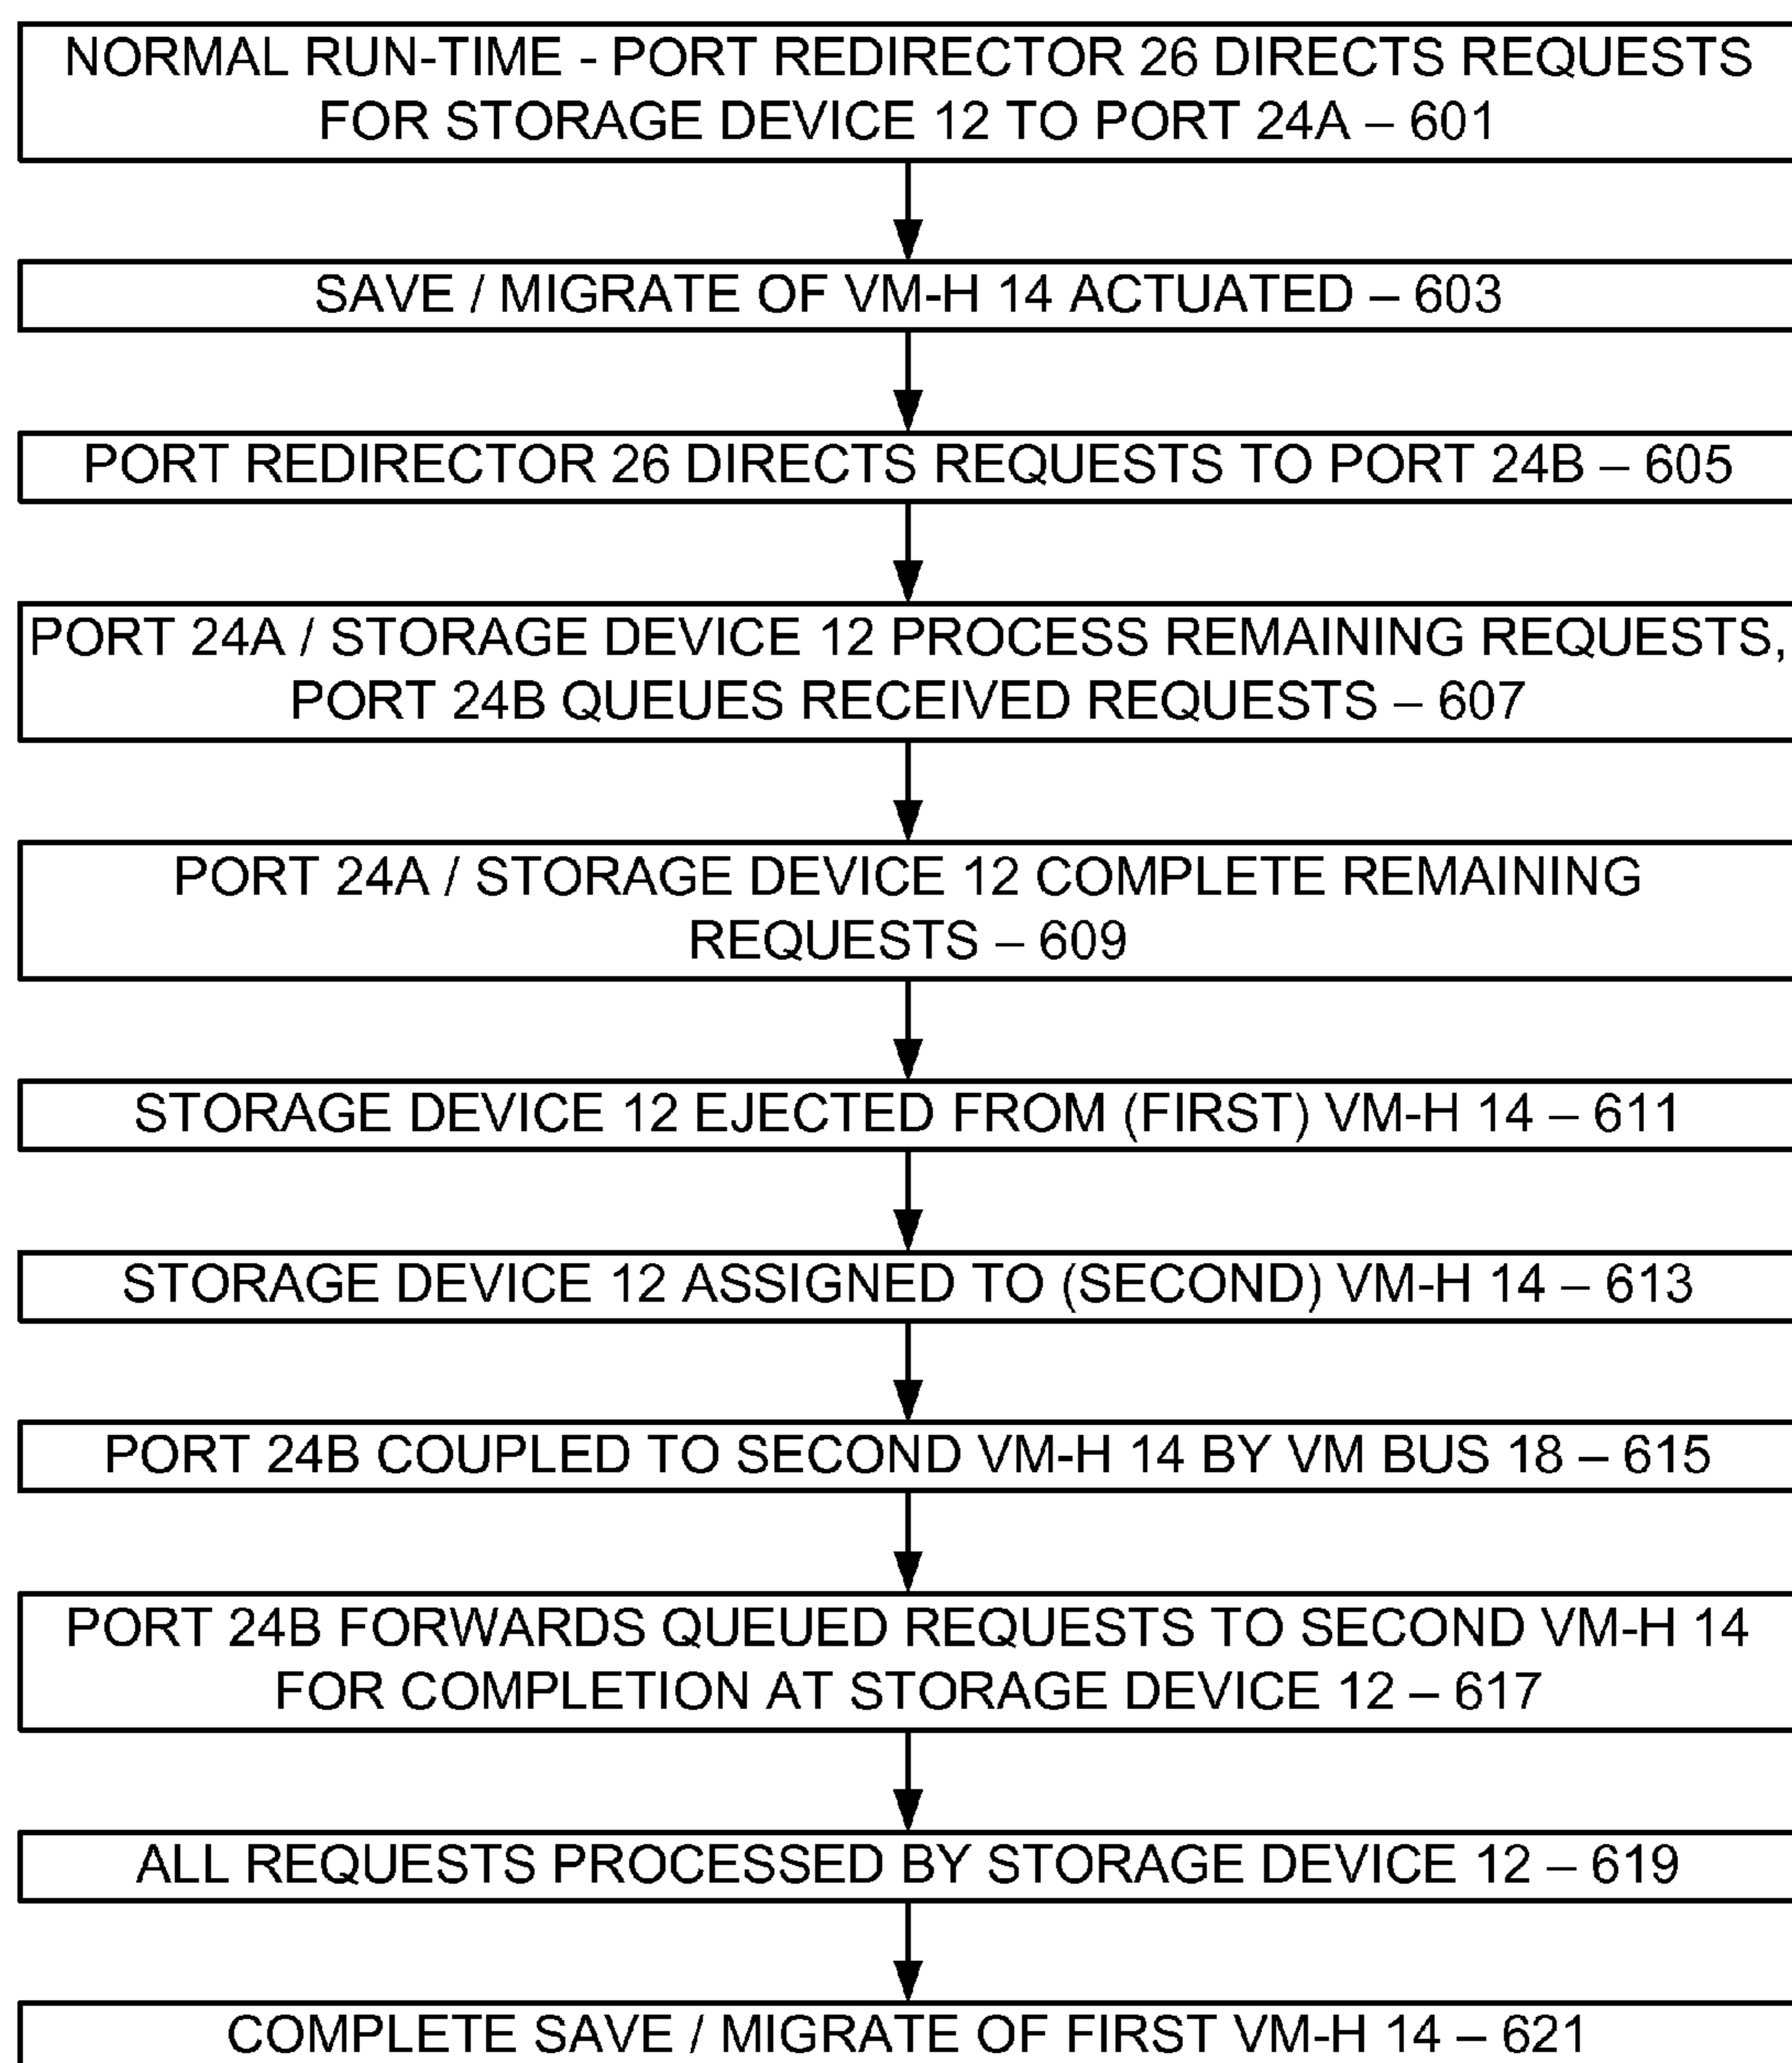 NORMAL RUN-TIME - PORT REDIRECTOR 26 DIRECTS REQUESTS
FOR STORAGE DEVICE 12 TO PORT 24A – 601
SAVE / MIGRATE OF VM-H 14 ACTUATED – 603
PORT REDIRECTOR 26 DIRECTS REQUESTS TO PORT 24B – 605
PORT 24A / STORAGE DEVICE 12 PROCESS REMAINING REQUESTS,
PORT 24B QUEUES RECEIVED REQUESTS – 607
PORT 24A / STORAGE DEVICE 12 COMPLETE REMAINING
REQUESTS – 609
STORAGE DEVICE 12 EJECTED FROM (FIRST) VM-H 14 – 611
STORAGE DEVICE 12 ASSIGNED TO (SECOND) VM-H 14 – 613
PORT 24B COUPLED TO SECOND VM-H 14 BY VM BUS 18 – 615
PORT 24B FORWARDS QUEUED REQUESTS TO SECOND VM-H 14
FOR COMPLETION AT STORAGE DEVICE 12 – 617
ALL REQUESTS PROCESSED BY STORAGE DEVICE 12 – 619
COMPLETE SAVE / MIGRATE OF FIRST VM-H 14 – 621